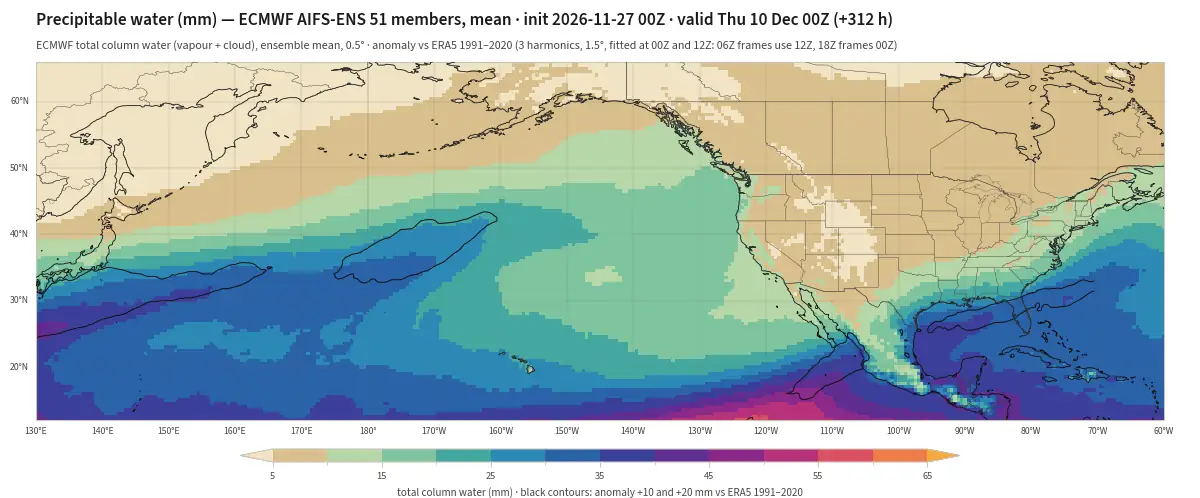 Precipitable water (mm) — ECMWF AIFS-ENS 51 members, mean · init 2026-11-27 00Z · valid Thu 10 Dec 00Z (+312 h)
ECMWF total column water (vapour + cloud), ensemble mean, 0.5° · anomaly vs ERA5 1991–2020 (3 harmonics, 1.5°, fitted at 00Z and 12Z: 06Z frames use 12Z, 18Z frames 00Z)
60°N
50°N
40°N
30°N
20°N
130°E 140°E 150°E 160°E 170°E 180° 170°W 160°W 150°W 140°W 130°W 120°W 110°W 100°W 90°W 80°W 70°W 60°W
5 15 25 35 45 55 65
total column water (mm) · black contours: anomaly +10 and +20 mm vs ERA5 1991–2020